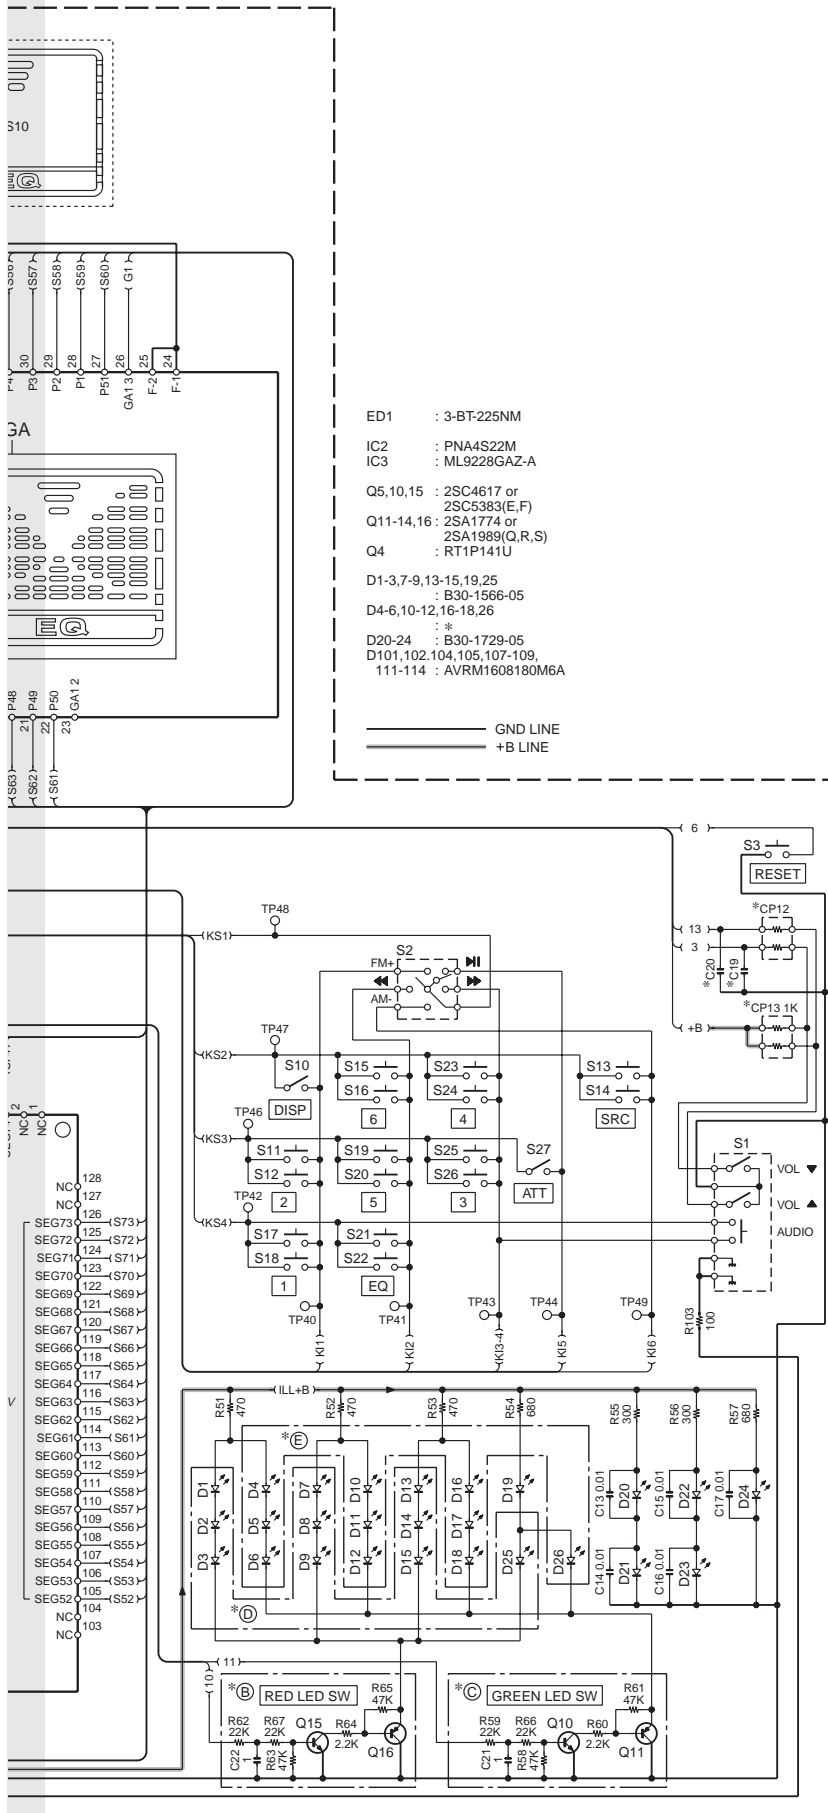 S10
EQ
S56
S57
S58
S59
S60
G1
30
29
28
27
26
25
24
P4
P3
P2
P1
P51
GA1 3
F-2
F-1
GA
EQ
ED1 : 3-BT-225NM
IC2 : PNA4S22M
IC3 : ML9228GAZ-A
Q5,10,15 : 2SC4617 or
2SC5383(E,F)
Q11-14,16 : 2SA1774 or
2SA1989(Q,R,S)
Q4 : RT1P141U
D1-3,7-9,13-15,19,25
: B30-1566-05
D4-6,10-12,16-18,26
: *
D20-24 : B30-1729-05
D101,102.104,105,107-109,
111-114 : AVRM1608180M6A
GND LINE
+B LINE
P48
P49
P50
GA1 2
21
22
23
S63
S62
S61
6
S3
RESET
*CP12
13
3
*C20
*C19
*CP13 1K
+B
TP48
KS1
S2
FM+
AM-
TP47
KS2
S10
DISP
S15
S16
6
S23
S24
4
S13
S14
SRC
TP46
KS3
S11
S12
2
S19
S20
5
S25
S26
3
S27
ATT
S1
VOL ▼
VOL ▲
AUDIO
TP42
KS4
S17
S18
1
S21
S22
EQ
TP40
TP41
TP43
TP44
TP49
R103
100
KI1
KI2
KI3-4
KI5
KI6
2
1
NC
NC
NC 128
NC 127
SEG73 126 S73
SEG72 125 S72
SEG71 124 S71
SEG70 123 S70
SEG69 122 S69
SEG68 121 S68
SEG67 120 S67
SEG66 119 S66
SEG65 118 S65
SEG64 117 S64
SEG63 116 S63
SEG62 115 S62
SEG61 114 S61
SEG60 113 S60
SEG59 112 S59
SEG58 111 S58
SEG57 110 S57
SEG56 109 S56
SEG55 108 S55
SEG54 107 S54
SEG53 106 S53
SEG52 105 S52
NC 104
NC 103
V
ILL+B
R51 470
R52 470
R53 470
R54 680
R55 300
R56 300
R57 680
*E
D1
D4
D7
D10
D13
D16
D19
C13 0.01
D20
C15 0.01
D22
C17 0.01
D24
D2
D5
D8
D11
D14
D17
D3
D6
D9
D12
D15
D18
D25
D26
C14 0.01
D21
C16 0.01
D23
*D
11
10
*B RED LED SW
R65
47K
R62
22K
R67
22K
Q15
R64
2.2K
Q16
C22
1
R63
47K
*C GREEN LED SW
R61
47K
R59
22K
R66
22K
Q10
R60
2.2K
Q11
C21
1
R58
47K